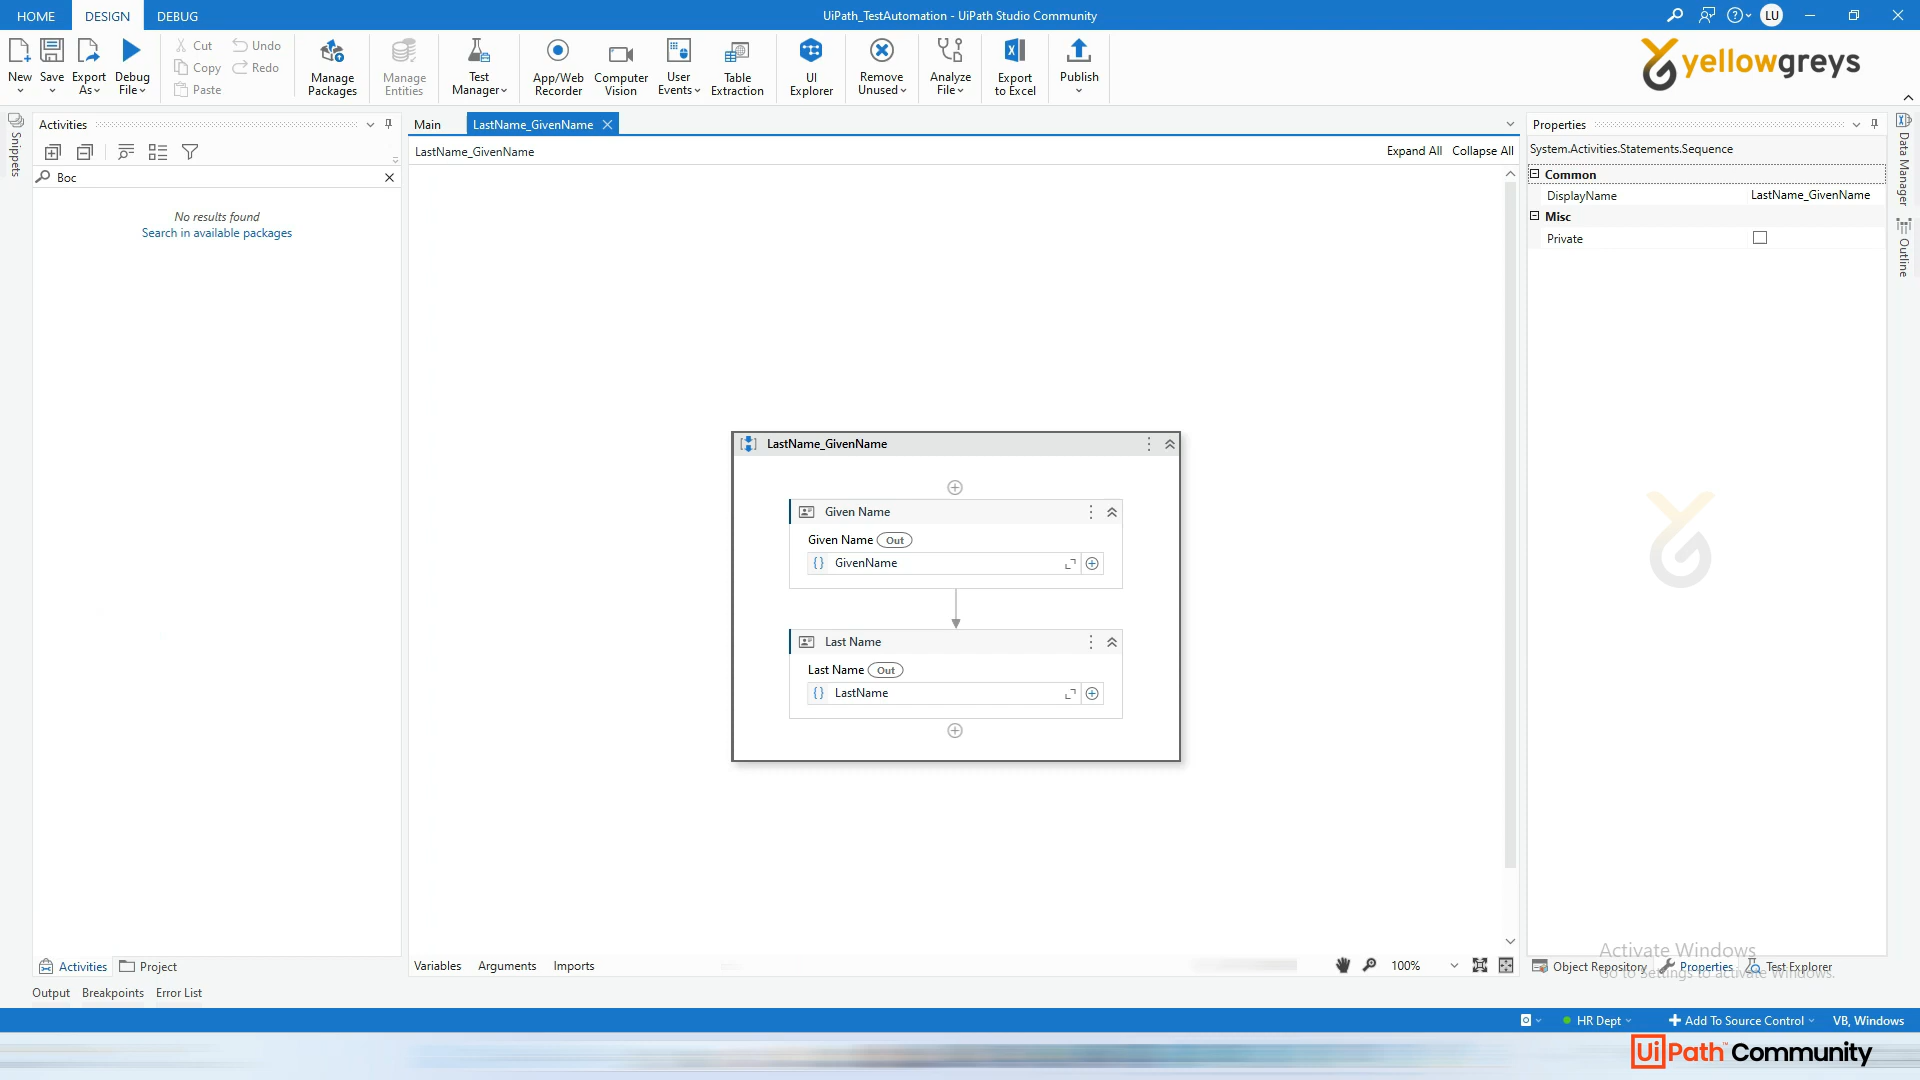 HOME DESIGN DEBUG UiPath_TestAutomation - UiPath Studio Community LU
New Save Export As Debug File Cut Copy Paste Undo Redo Manage Packages Manage Entities Test Manager App/Web Recorder Computer Vision User Events Table Extraction UI Explorer Remove Unused Analyze File Export to Excel Publish
yellowgreys
Snippets
Activities
Boc
No results found
Search in available packages
Main LastName_GivenName
LastName_GivenName Expand All Collapse All
LastName_GivenName
Given Name
Given Name Out
GivenName
Last Name
Last Name Out
LastName
Properties
System.Activities.Statements.Sequence
Common
DisplayName LastName_GivenName
Misc
Private
Data Manager
Outline
Activate Windows
Go to Settings to activate Windows.
Activities Project
Variables Arguments Imports 100%
Object Repository Properties Test Explorer
Output Breakpoints Error List
HR Dept Add To Source Control VB, Windows
UiPath™ Community